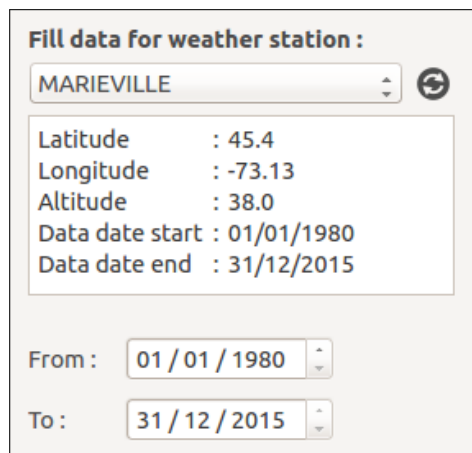 Fill data for weather station :
MARIEVILLE
Latitude : 45.4
Longitude : -73.13
Altitude : 38.0
Data date start : 01/01/1980
Data date end : 31/12/2015
From : 01 / 01 / 1980
To : 31 / 12 / 2015